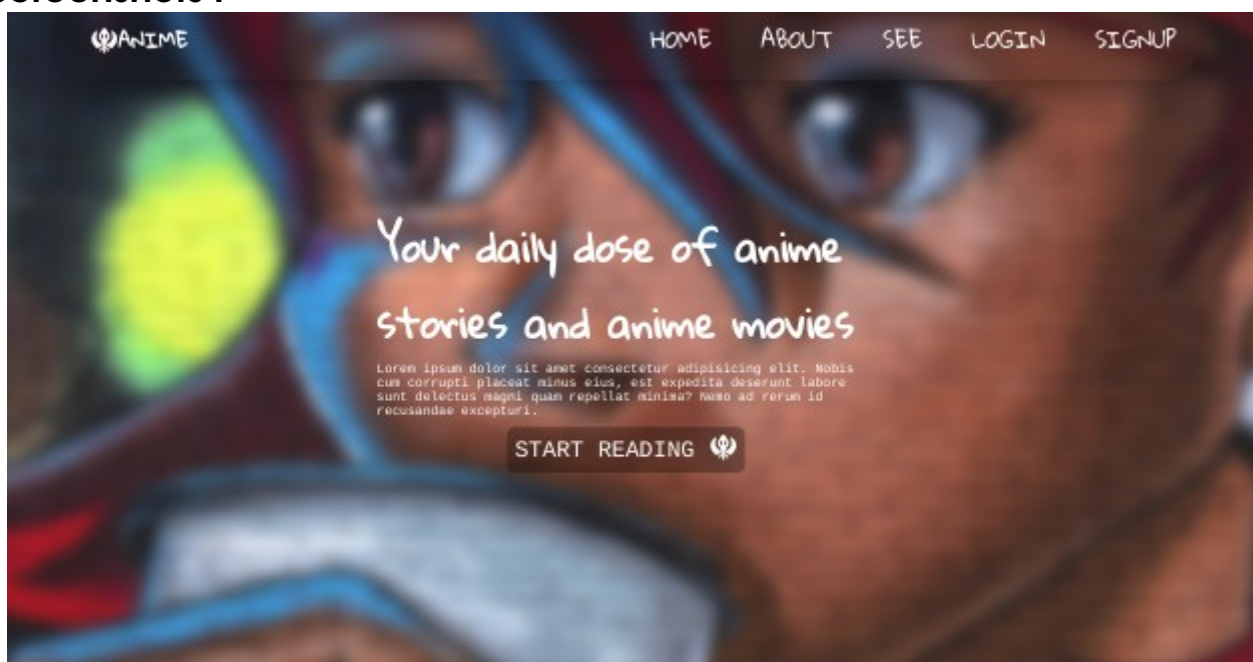 ANIME
HOME ABOUT SEE LOGIN SIGNUP
Your daily dose of anime
stories and anime movies
Lorem ipsum dolor sit amet consectetur adipisicing elit. Nobis
cum corrupti placeat minus eius, est expedita deserunt labore
sunt delectus magni quam repellat minima? Nemo ad rerum id
recusandae excepturi.
START READING